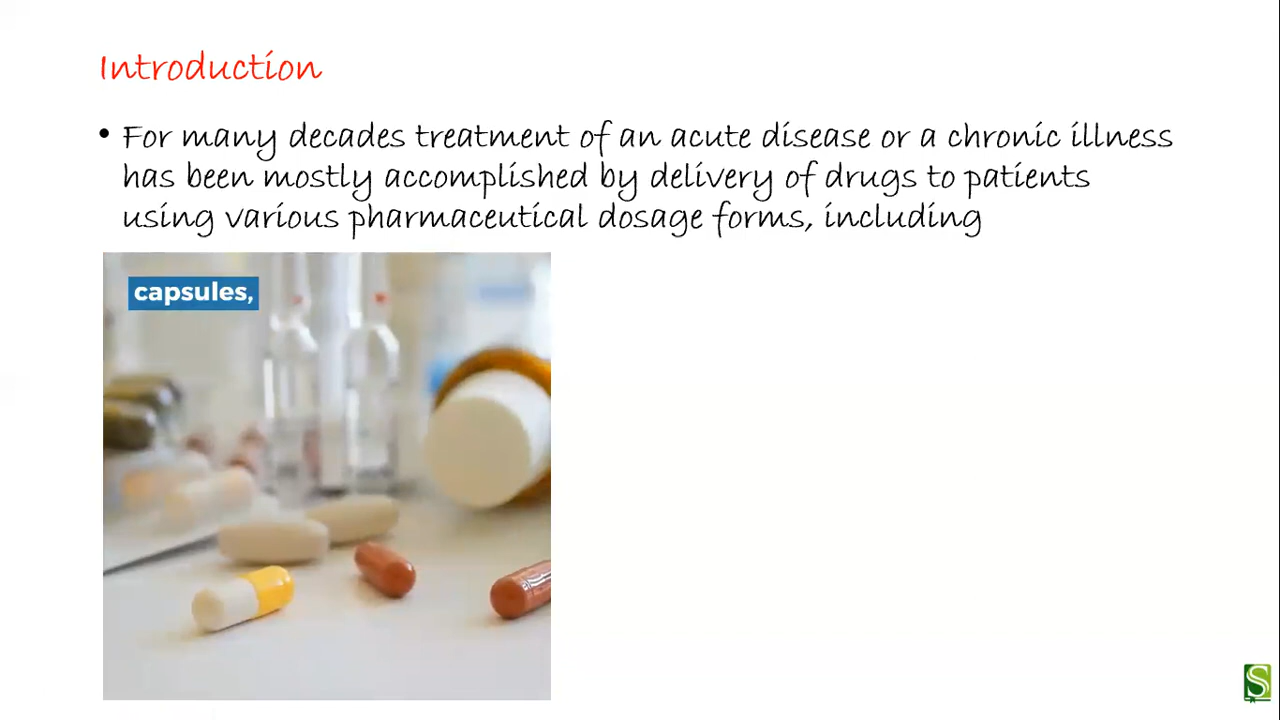 Introduction
• For many decades treatment of an acute disease or a chronic illness
has been mostly accomplished by delivery of drugs to patients
using various pharmaceutical dosage forms, including
capsules,
S